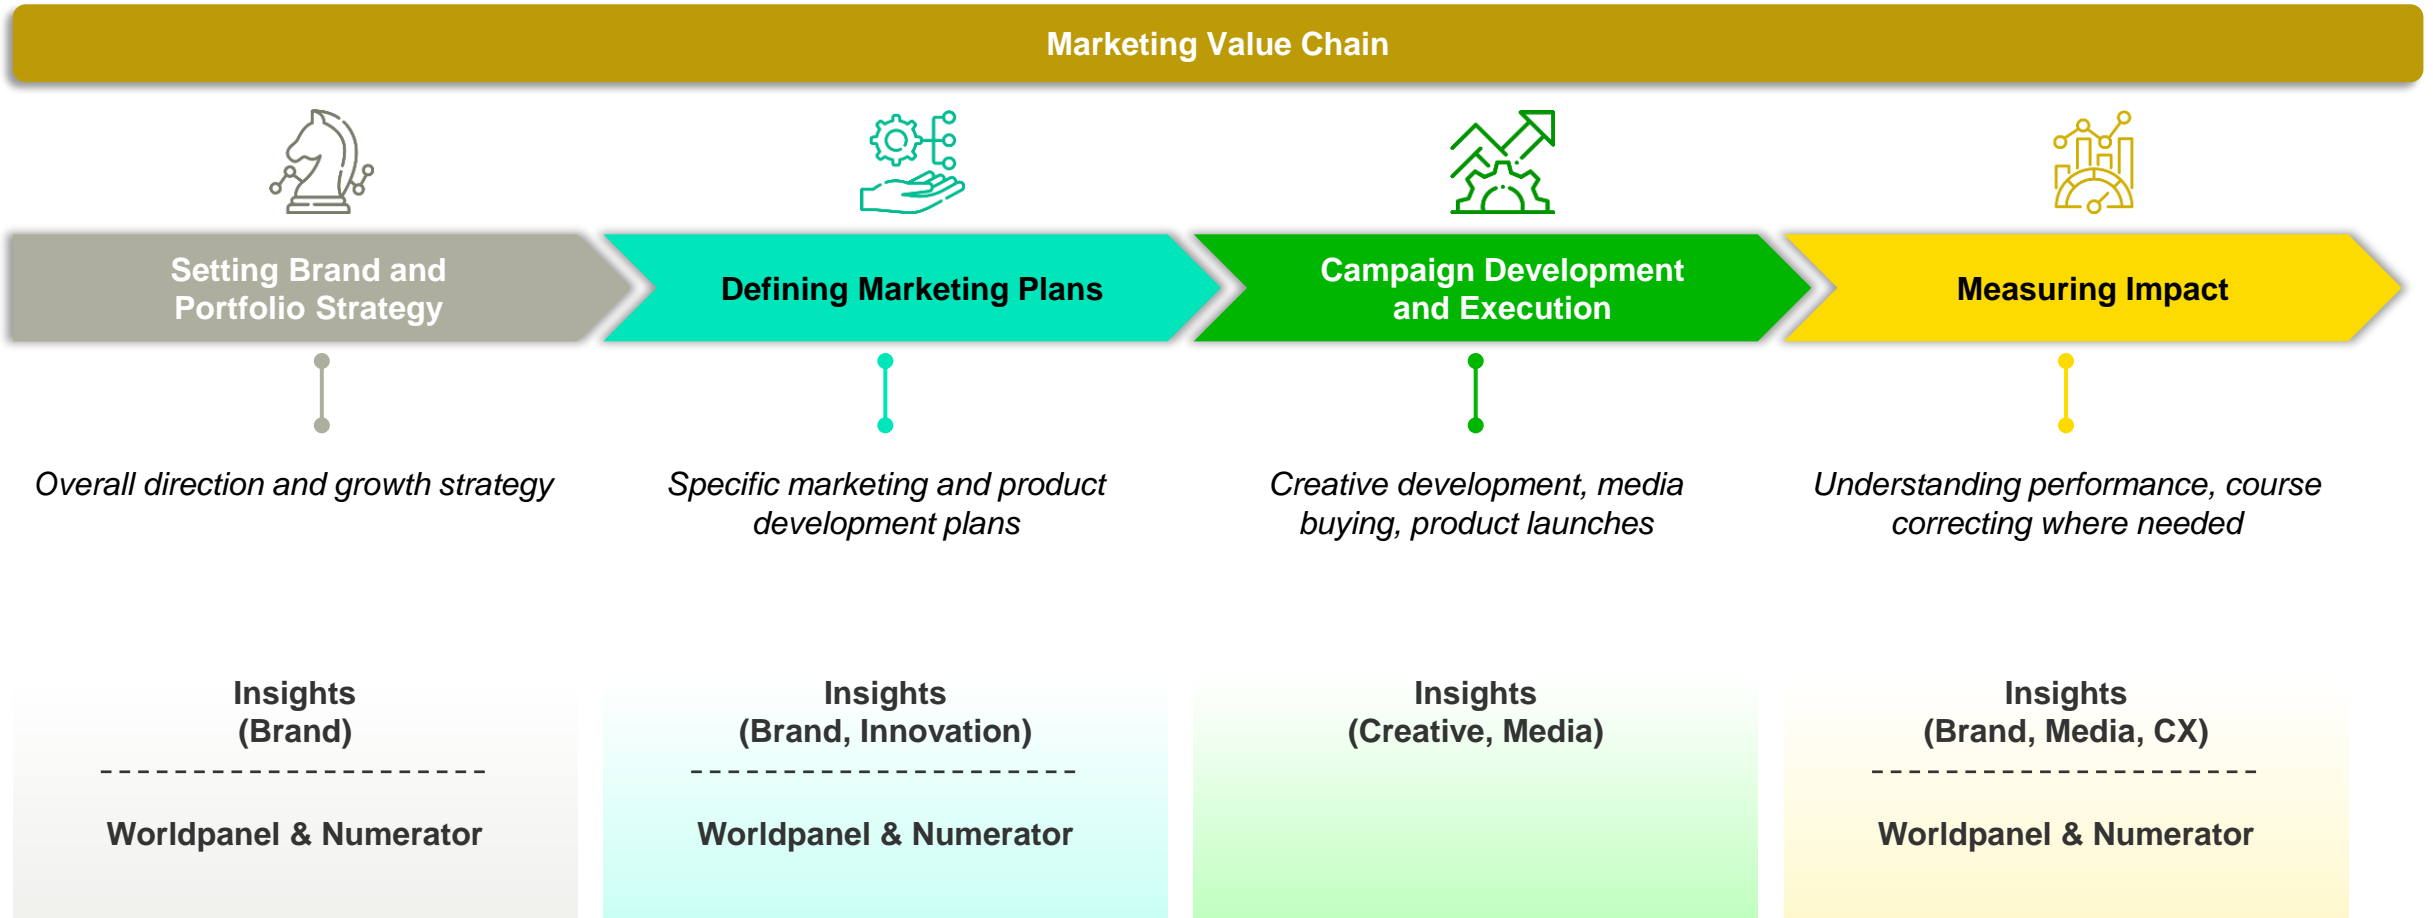 Marketing Value Chain
Setting Brand and
Portfolio Strategy
Defining Marketing Plans
Campaign Development
and Execution
Measuring Impact
Overall direction and growth strategy
Specific marketing and product
development plans
Creative development, media
buying, product launches
Understanding performance, course
correcting where needed
Insights
(Brand)
Worldpanel & Numerator
Insights
(Brand, Innovation)
Worldpanel & Numerator
Insights
(Creative, Media)
Insights
(Brand, Media, CX)
Worldpanel & Numerator